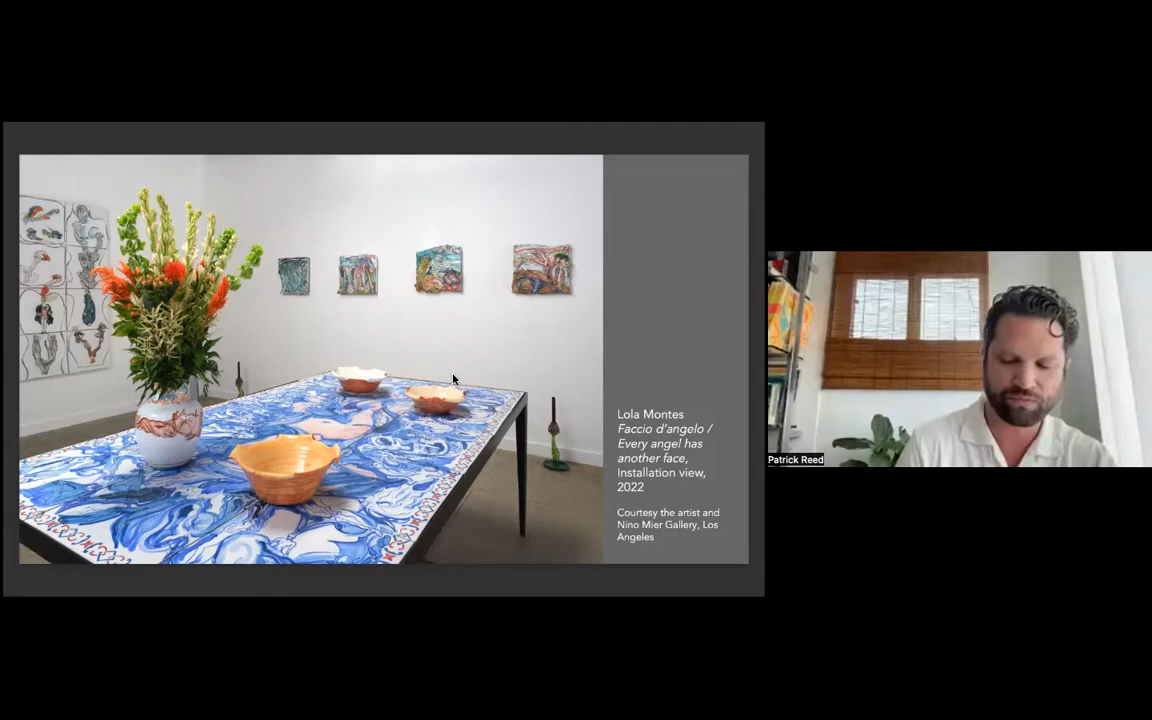 Lola Montes
Faccio d'angelo /
Every angel has
another face,
Installation view,
2022
Courtesy the artist and
Nino Mier Gallery, Los
Angeles
Patrick Reed